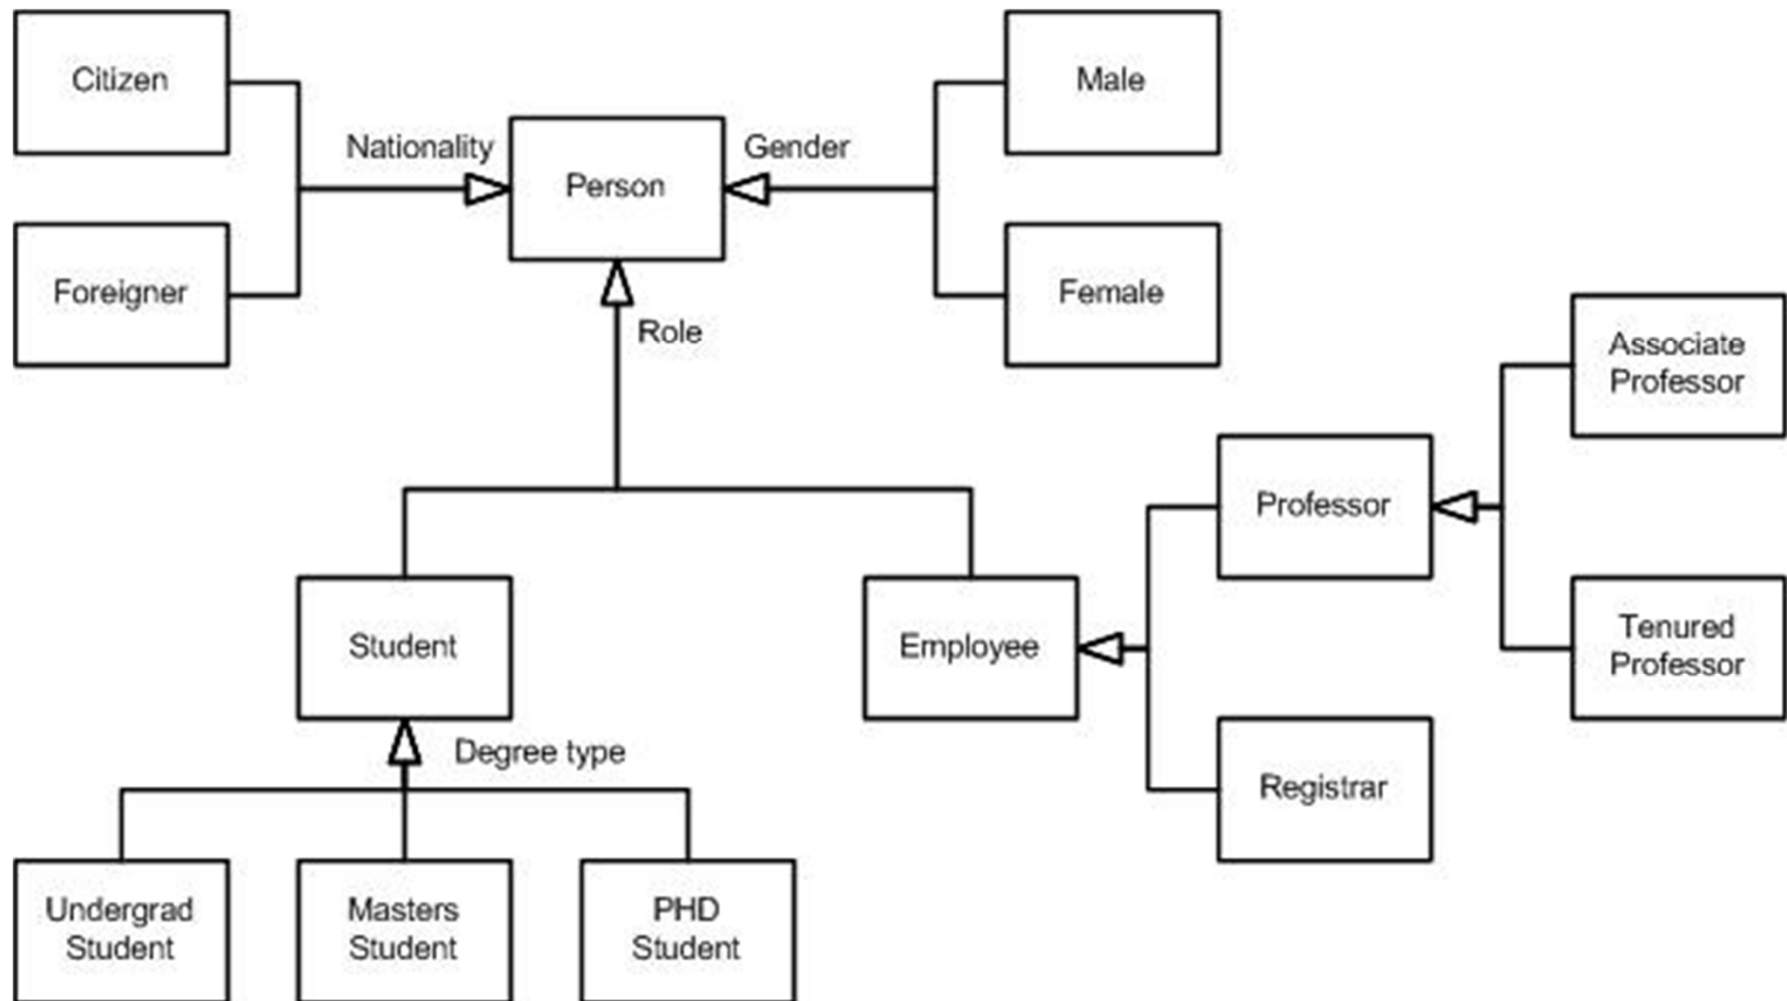 Citizen
Male
Nationality
Gender
Person
Foreigner
Female
Role
Associate
Professor
Professor
Student
Employee
Tenured
Professor
Degree type
Registrar
Undergrad
Student
Masters
Student
PHD
Student